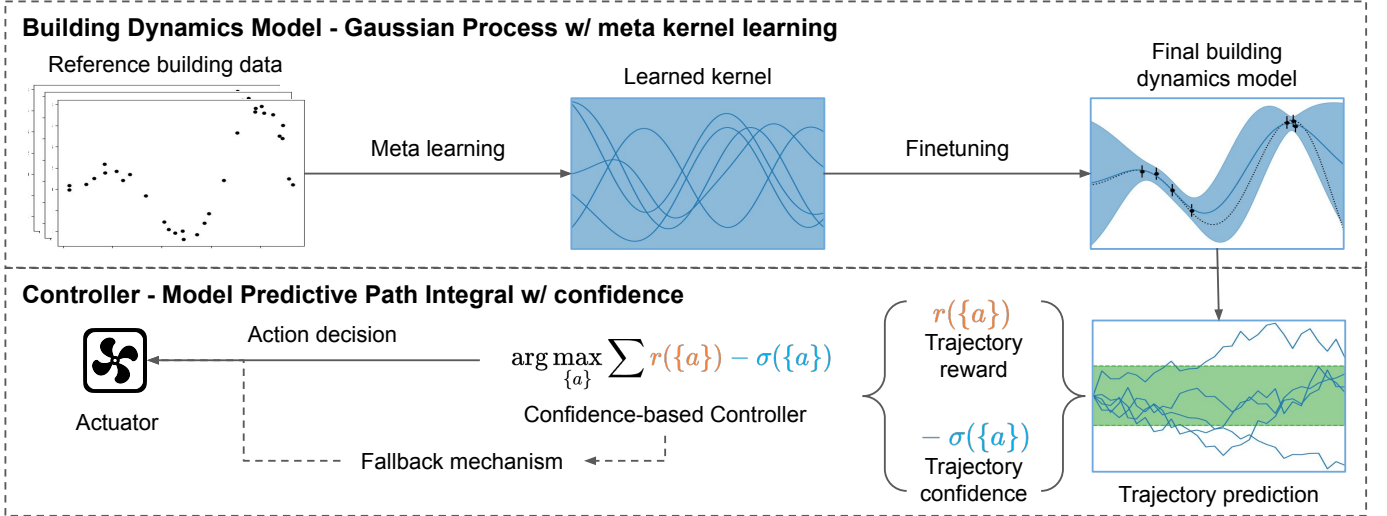 Building Dynamics Model - Gaussian Process w/ meta kernel learning
Reference building data
Meta learning
Learned kernel
Finetuning
Final building
dynamics model
Controller - Model Predictive Path Integral w/ confidence
Action decision
Actuator
arg max ∑ r({a}) − σ({a})
{a}
Confidence-based Controller
Fallback mechanism
r({a})
Trajectory
reward
− σ({a})
Trajectory
confidence
Trajectory prediction